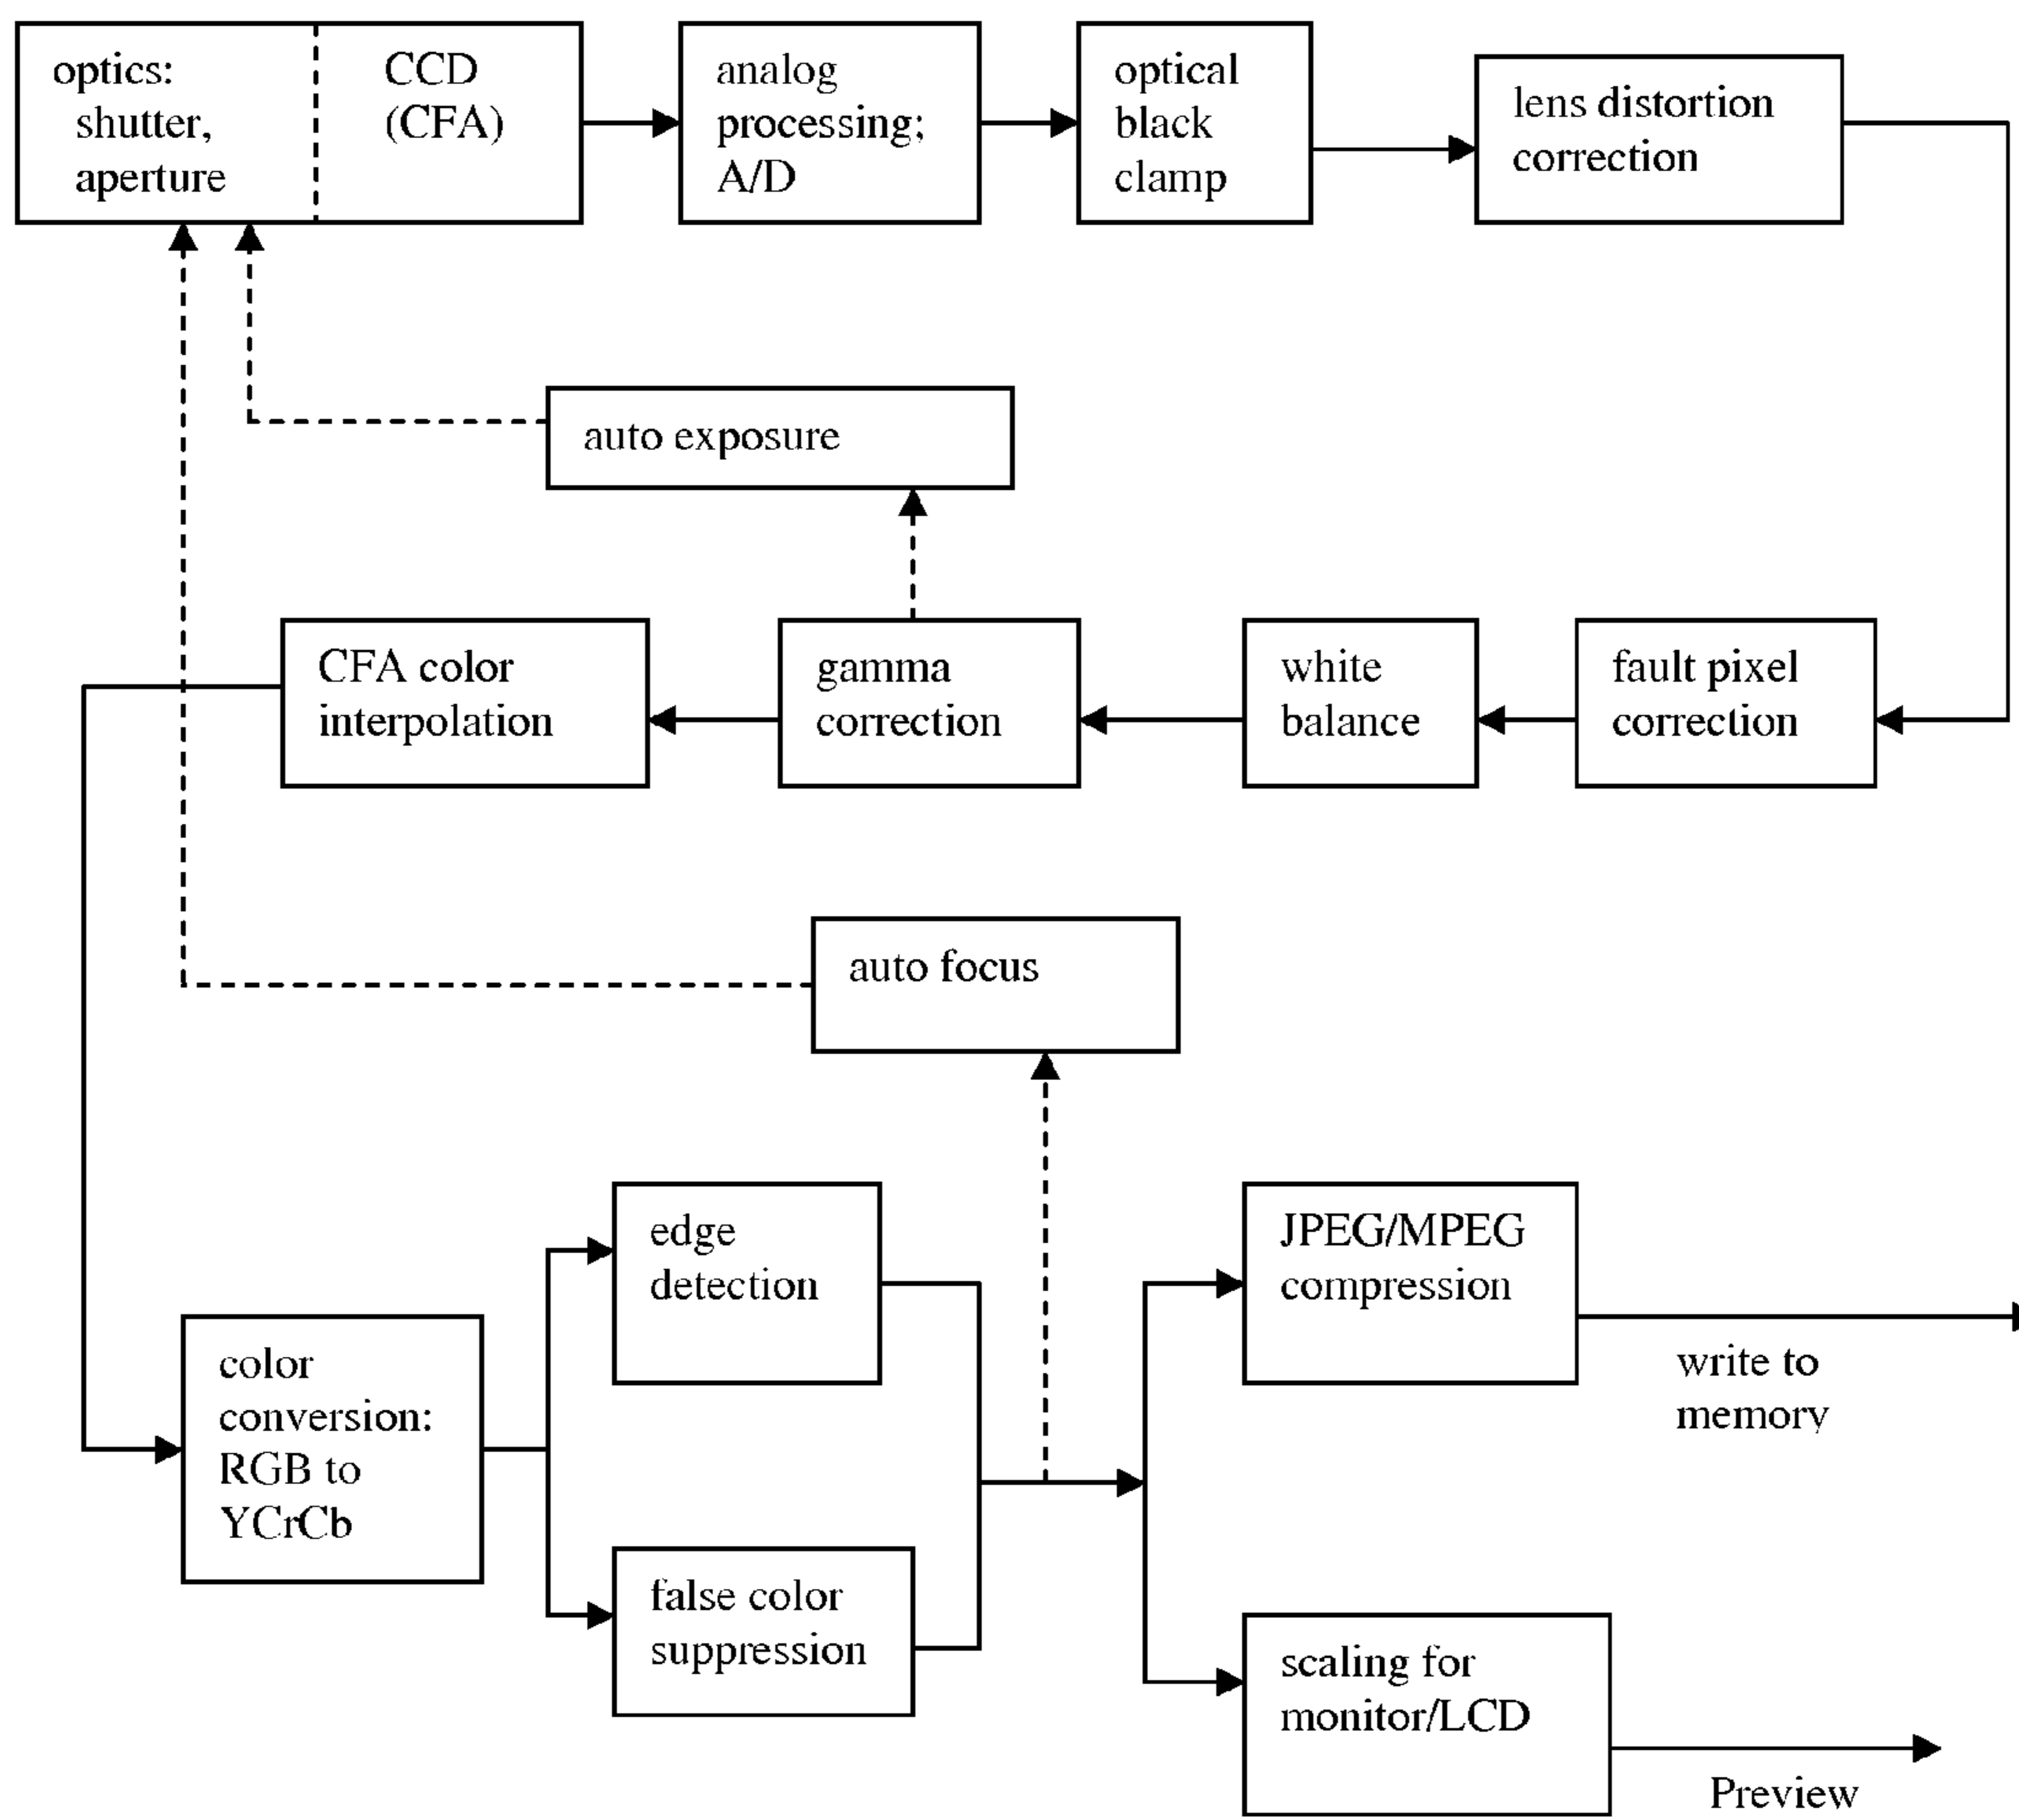 optics:
shutter,
aperture
CCD
(CFA)
analog
processing;
A/D
optical
black
clamp
lens distortion
correction
auto exposure
CFA color
interpolation
gamma
correction
white
balance
fault pixel
correction
auto focus
edge
detection
JPEG/MPEG
compression
write to
memory
color
conversion:
RGB to
YCrCb
false color
suppression
scaling for
monitor/LCD
Preview